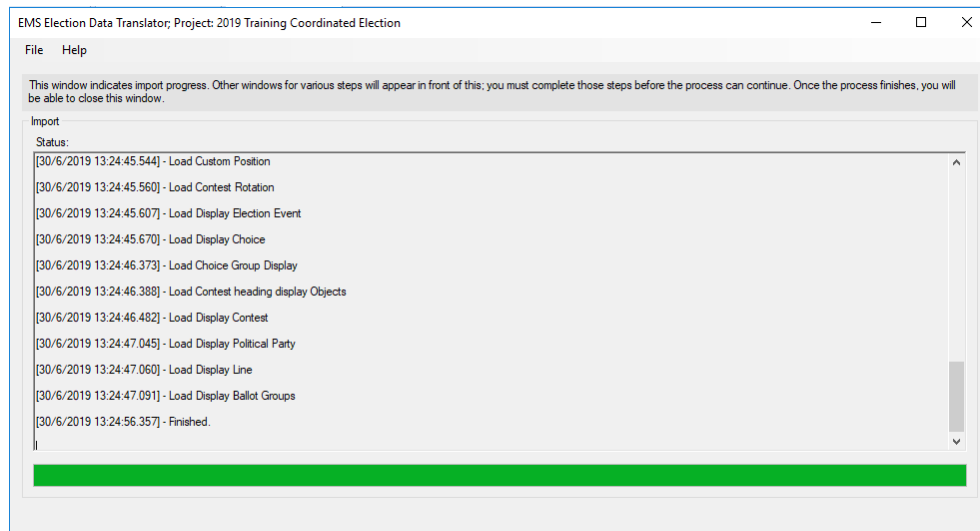 EMS Election Data Translator; Project: 2019 Training Coordinated Election
File Help
This window indicates import progress. Other windows for various steps will appear in front of this; you must complete those steps before the process can continue. Once the process finishes, you will
be able to close this window.
Import
Status:
[30/6/2019 13:24:45.544] - Load Custom Position
[30/6/2019 13:24:45.560] - Load Contest Rotation
[30/6/2019 13:24:45.607] - Load Display Election Event
[30/6/2019 13:24:45.670] - Load Display Choice
[30/6/2019 13:24:46.373] - Load Choice Group Display
[30/6/2019 13:24:46.388] - Load Contest heading display Objects
[30/6/2019 13:24:46.482] - Load Display Contest
[30/6/2019 13:24:47.045] - Load Display Political Party
[30/6/2019 13:24:47.060] - Load Display Line
[30/6/2019 13:24:47.091] - Load Display Ballot Groups
[30/6/2019 13:24:56.357] - Finished.